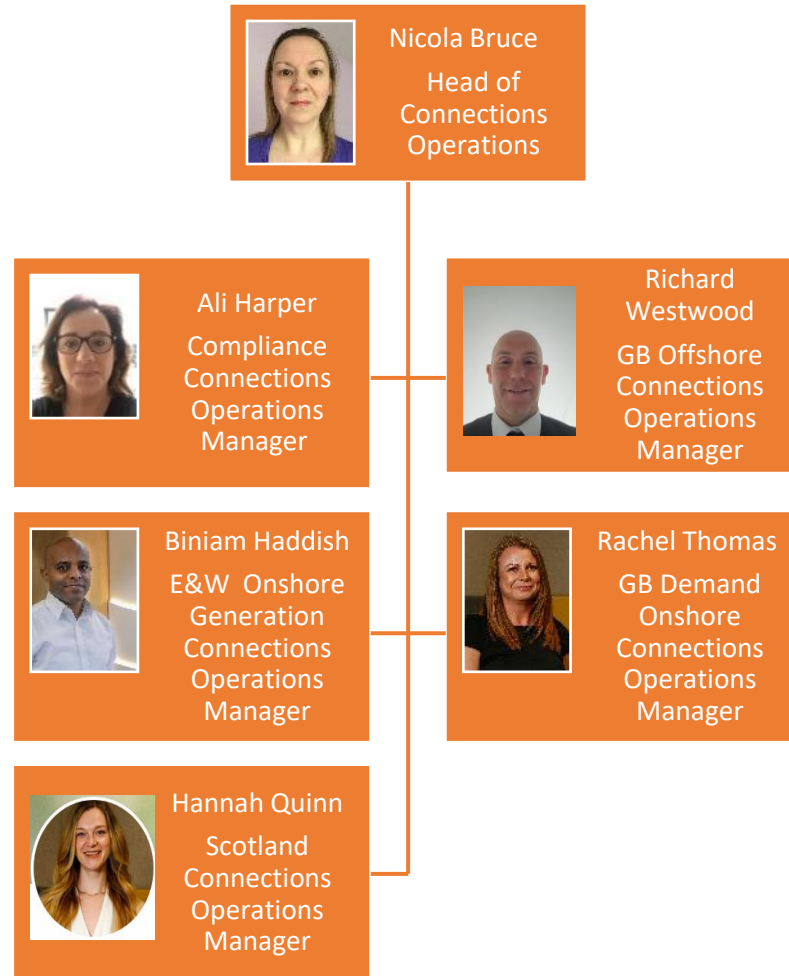 Nicola Bruce
Head of
Connections
Operations
Ali Harper
Compliance
Connections
Operations
Manager
Richard
Westwood
GB Offshore
Connections
Operations
Manager
Biniam Haddish
E&W  Onshore
Generation
Connections
Operations
Manager
Rachel Thomas
GB Demand
Onshore
Connections
Operations
Manager
Hannah Quinn
Scotland
Connections
Operations
Manager